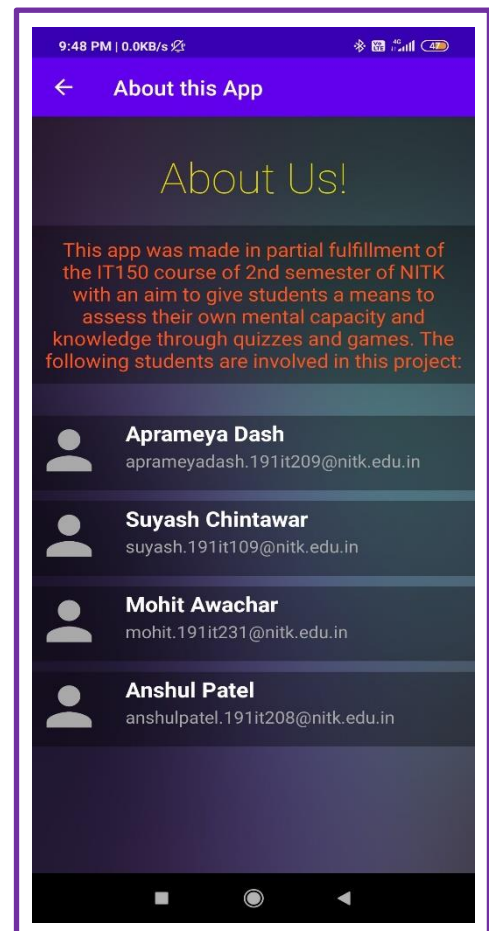 9:48 PM | 0.0KB/s
4G
47
About this App
About Us!
This app was made in partial fulfillment of
the IT150 course of 2nd semester of NITK
with an aim to give students a means to
assess their own mental capacity and
knowledge through quizzes and games. The
following students are involved in this project:
Aprameya Dash
aprameyadash.191it209@nitk.edu.in
Suyash Chintawar
suyash.191it109@nitk.edu.in
Mohit Awachar
mohit.191it231@nitk.edu.in
Anshul Patel
anshulpatel.191it208@nitk.edu.in